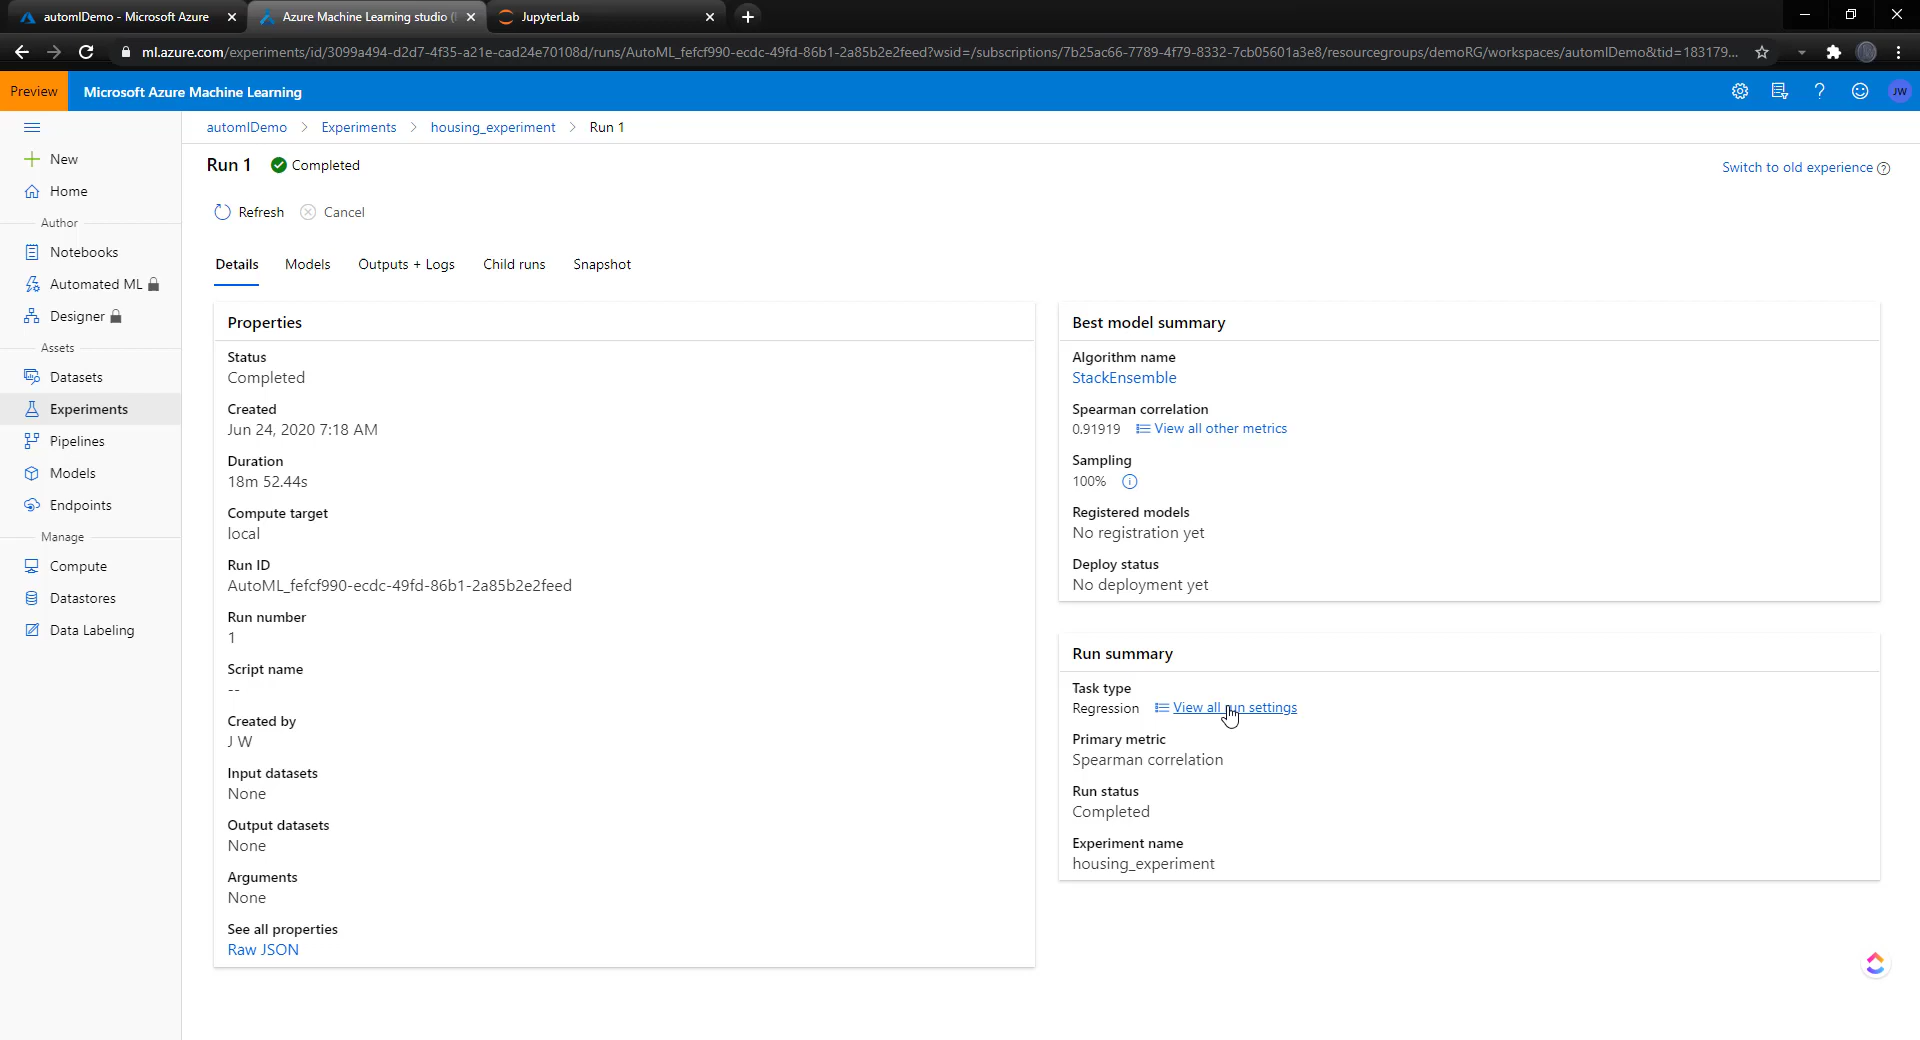 automlDemo - Microsoft Azure
Azure Machine Learning studio (
JupyterLab
ml.azure.com/experiments/id/3099a494-d2d7-4f35-a21e-cad24e70108d/runs/AutoML_fefcf990-ecdc-49fd-86b1-2a85b2e2feed?wsid=/subscriptions/7b25ac66-7789-4f79-8332-7cb05601a3e8/resourcegroups/demoRG/workspaces/automlDemo&tid=183179...
Preview
Microsoft Azure Machine Learning
JW
New
Home
Author
Notebooks
Automated ML
Designer
Assets
Datasets
Experiments
Pipelines
Models
Endpoints
Manage
Compute
Datastores
Data Labeling
automlDemo > Experiments > housing_experiment > Run 1
Run 1 Completed
Switch to old experience
Refresh Cancel
Details Models Outputs + Logs Child runs Snapshot
Properties
Status
Completed
Created
Jun 24, 2020 7:18 AM
Duration
18m 52.44s
Compute target
local
Run ID
AutoML_fefcf990-ecdc-49fd-86b1-2a85b2e2feed
Run number
1
Script name
--
Created by
J W
Input datasets
None
Output datasets
None
Arguments
None
See all properties
Raw JSON
Best model summary
Algorithm name
StackEnsemble
Spearman correlation
0.91919 View all other metrics
Sampling
100%
Registered models
No registration yet
Deploy status
No deployment yet
Run summary
Task type
Regression View all run settings
Primary metric
Spearman correlation
Run status
Completed
Experiment name
housing_experiment